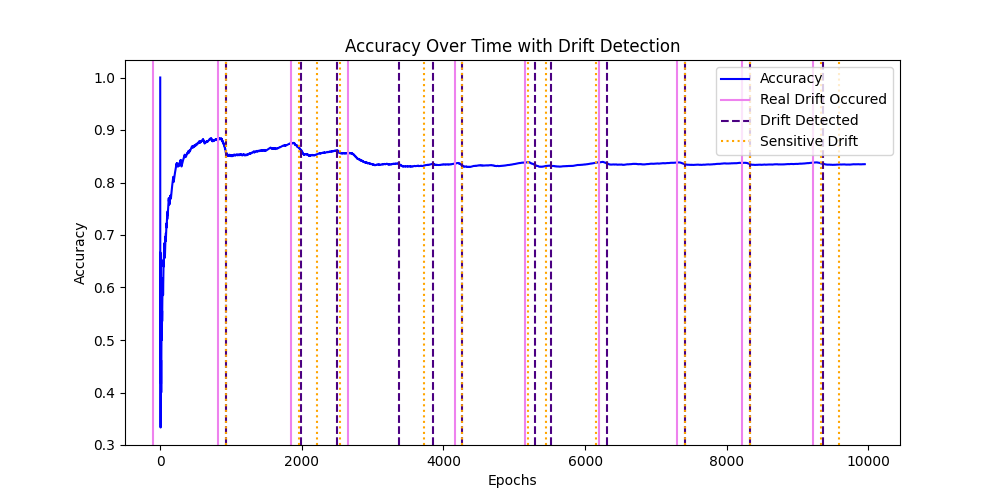 Accuracy Over Time with Drift Detection
1.0
0.9
0.8
0.7
0.6
0.5
0.4
0.3
Accuracy
Accuracy
Real Drift Occured
Drift Detected
Sensitive Drift
0
2000
4000
6000
8000
10000
Epochs